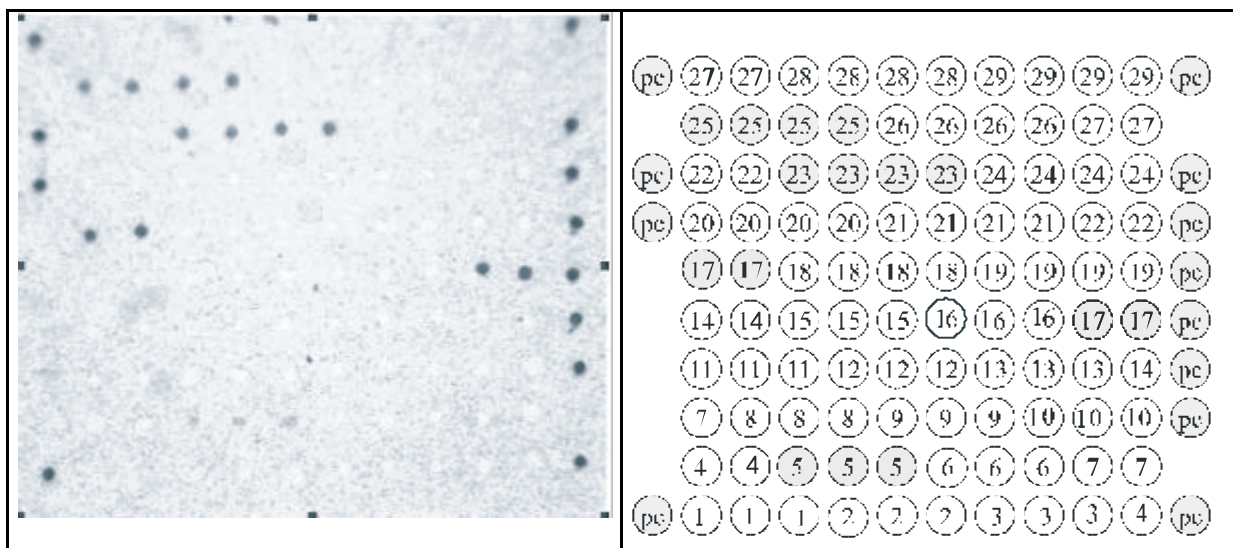 pc 27 27 28 28 28 28 29 29 29 29 pc
25 25 25 25 26 26 26 26 27 27
pc 22 22 23 23 23 23 24 24 24 24 pc
pc 20 20 20 20 21 21 21 21 22 22 pc
17 17 18 18 18 18 19 19 19 19 pc
14 14 15 15 15 16 16 16 17 17 pc
11 11 11 12 12 12 13 13 13 14 pc
7 8 8 8 9 9 9 10 10 10 pc
4 4 5 5 5 6 6 6 7 7
pc 1 1 1 2 2 2 3 3 3 4 pc